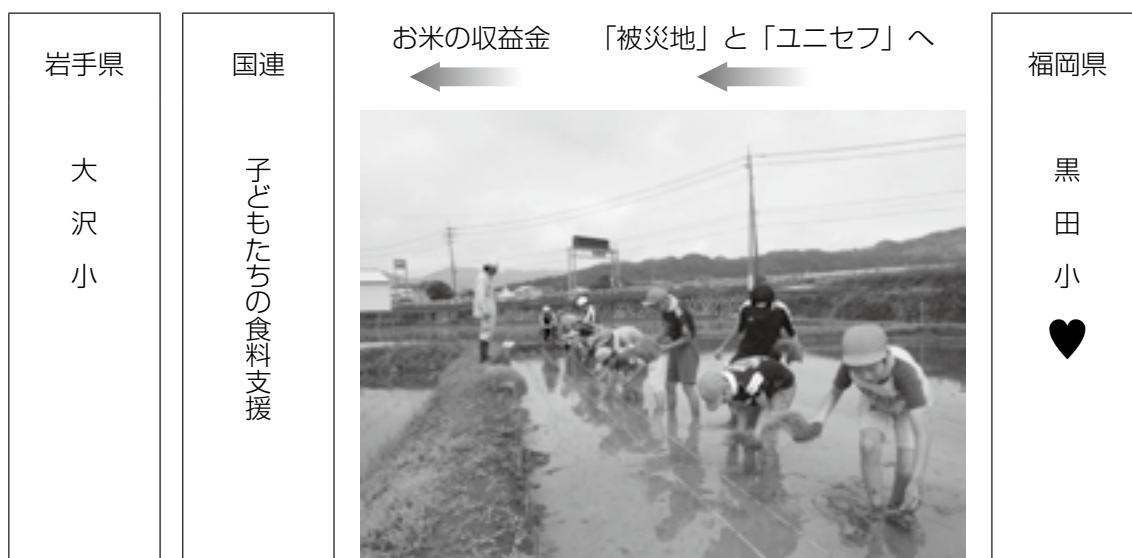 岩手県
大沢小
国連
子どもたちの食料支援
お米の収益金 「被災地」と「ユニセフ」へ
福岡県
黒田小♥